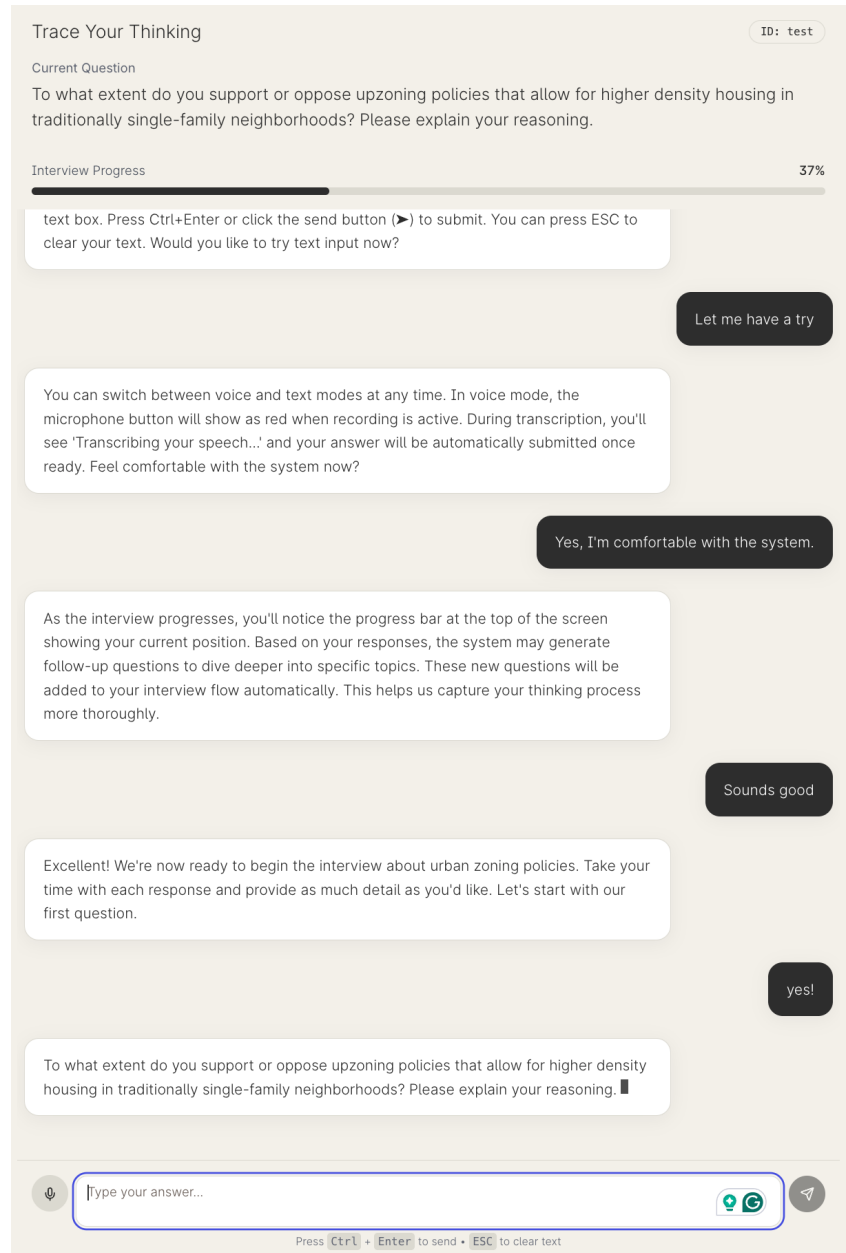 Trace Your Thinking
ID: test
Current Question
To what extent do you support or oppose upzoning policies that allow for higher density housing in
traditionally single-family neighborhoods? Please explain your reasoning.
Interview Progress
37%
text box. Press Ctrl+Enter or click the send button (➤) to submit. You can press ESC to
clear your text. Would you like to try text input now?
Let me have a try
You can switch between voice and text modes at any time. In voice mode, the
microphone button will show as red when recording is active. During transcription, you'll
see 'Transcribing your speech...' and your answer will be automatically submitted once
ready. Feel comfortable with the system now?
Yes, I'm comfortable with the system.
As the interview progresses, you'll notice the progress bar at the top of the screen
showing your current position. Based on your responses, the system may generate
follow-up questions to dive deeper into specific topics. These new questions will be
added to your interview flow automatically. This helps us capture your thinking process
more thoroughly.
Sounds good
Excellent! We're now ready to begin the interview about urban zoning policies. Take your
time with each response and provide as much detail as you'd like. Let's start with our
first question.
yes!
To what extent do you support or oppose upzoning policies that allow for higher density
housing in traditionally single-family neighborhoods? Please explain your reasoning.
Type your answer...
Press Ctrl + Enter to send • ESC to clear text